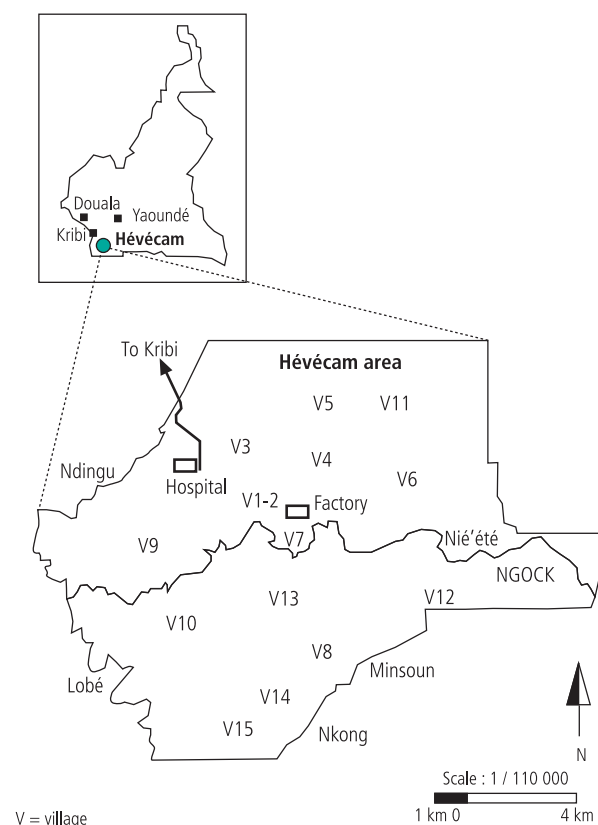 Douala
Yaoundé
Kribi
Hévécam
To Kribi
Hévécam area
V5
V11
V3
V4
Ndingu
Hospital
V6
V1-2
Factory
V9
V7
Nié'été
NGOCK
V13
V12
V10
V8
Minsoun
Lobé
V14
V15
Nkong
N
Scale : 1 / 110 000
1 km 0
4 km
V = village